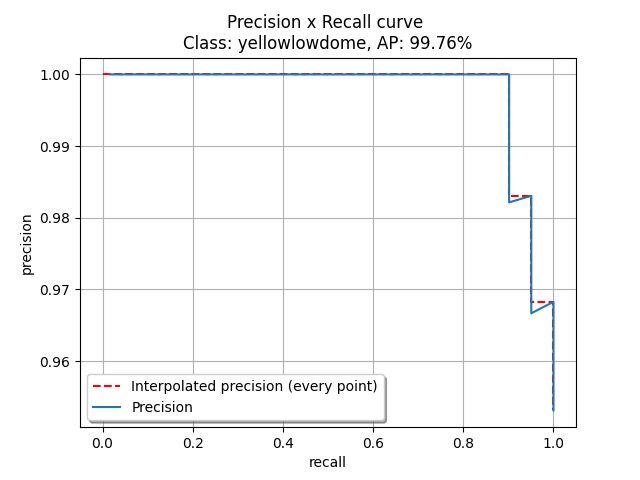 Precision x Recall curve
Class: yellowlowdome, AP: 99.76%
1.00
0.99
0.98
0.97
0.96
precision
Interpolated precision (every point)
Precision
0.0 0.2 0.4 0.6 0.8 1.0
recall